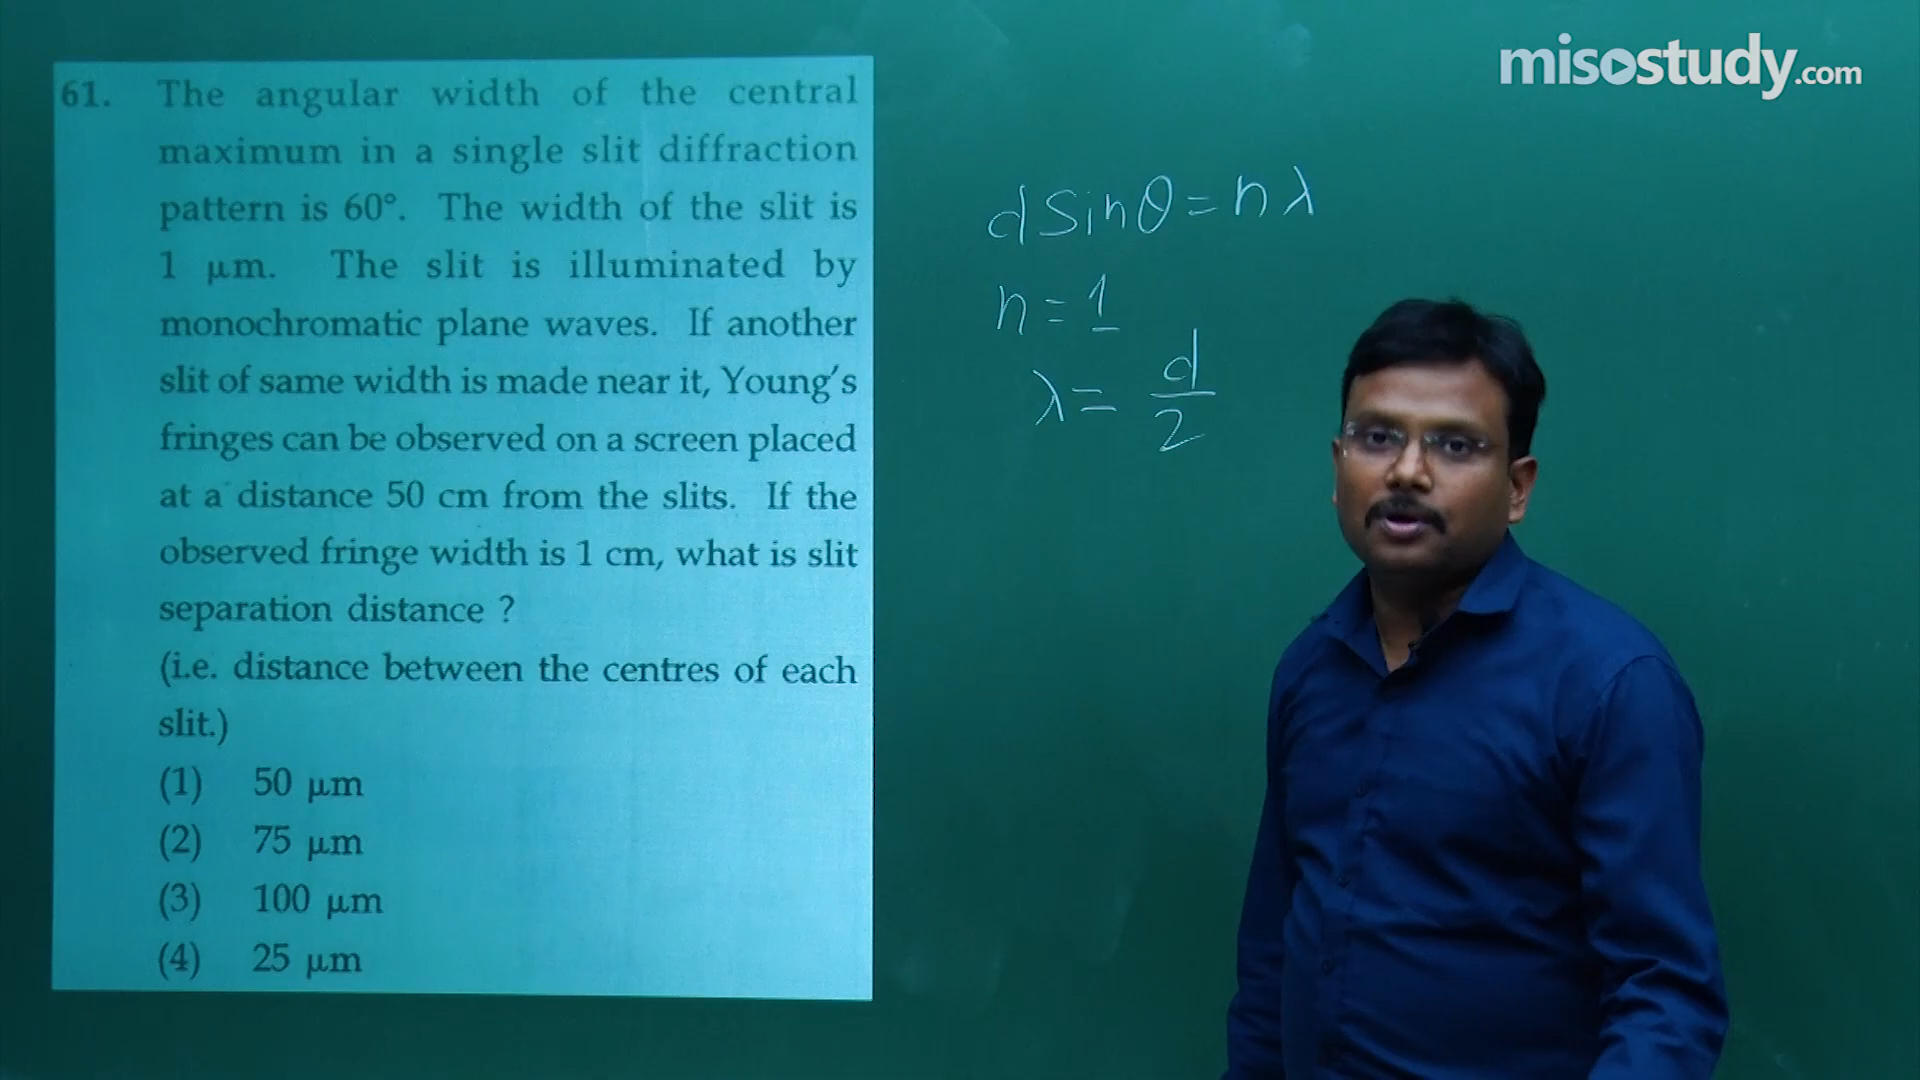 misostudy.com
61. The angular width of the central
maximum in a single slit diffraction
pattern is 60°. The width of the slit is
1 μm. The slit is illuminated by
monochromatic plane waves. If another
slit of same width is made near it, Young's
fringes can be observed on a screen placed
at a distance 50 cm from the slits. If the
observed fringe width is 1 cm, what is slit
separation distance ?
(i.e. distance between the centres of each
slit.)
(1) 50 μm
(2) 75 μm
(3) 100 μm
(4) 25 μm
d sin θ = n λ
n = 1
λ = d/2